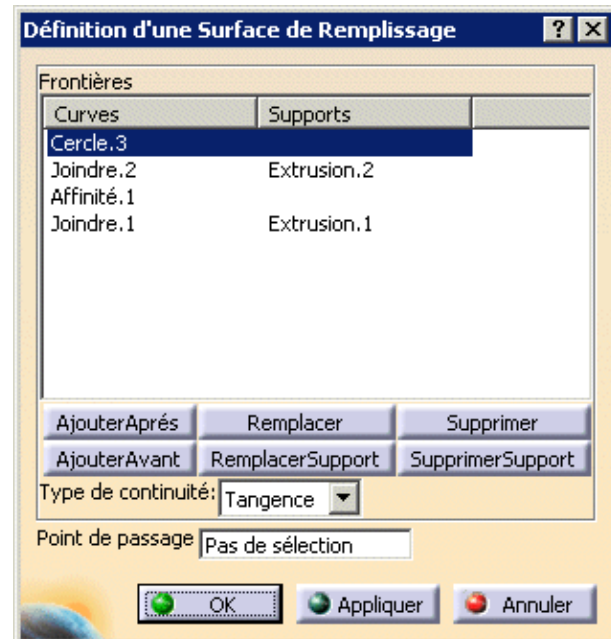 Définition d'une Surface de Remplissage ? X
Frontières
Curves Supports
Cercle.3
Joindre.2 Extrusion.2
Affinité.1
Joindre.1 Extrusion.1
AjouterAprés Remplacer Supprimer
AjouterAvant RemplacerSupport SupprimerSupport
Type de continuité: Tangence
Point de passage Pas de sélection
OK Appliquer Annuler